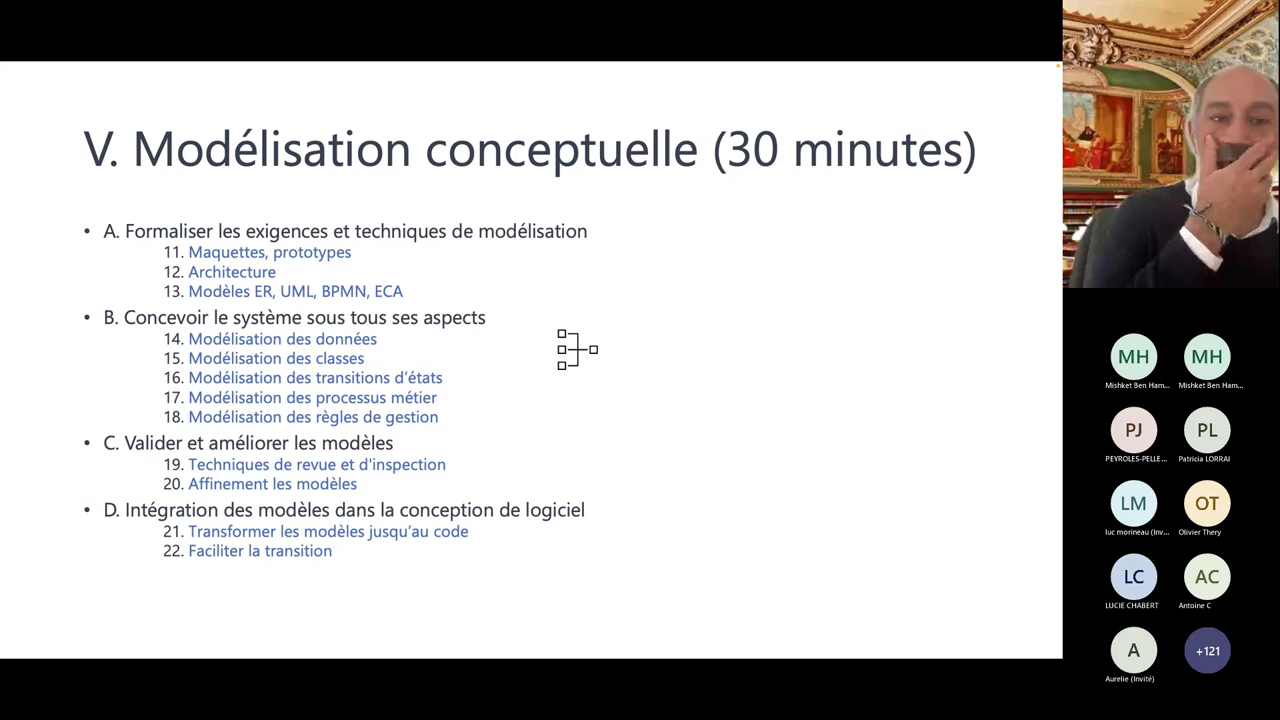 V. Modélisation conceptuelle (30 minutes)
• A. Formaliser les exigences et techniques de modélisation
11. Maquettes, prototypes
12. Architecture
13. Modèles ER, UML, BPMN, ECA
• B. Concevoir le système sous tous ses aspects
14. Modélisation des données
15. Modélisation des classes
16. Modélisation des transitions d’états
17. Modélisation des processus métier
18. Modélisation des règles de gestion
• C. Valider et améliorer les modèles
19. Techniques de revue et d'inspection
20. Affinement les modèles
• D. Intégration des modèles dans la conception de logiciel
21. Transformer les modèles jusqu’au code
22. Faciliter la transition
MH
MH
Mishket Ben Ham...
Mishket Ben Ham...
PJ
PL
PEYROLES-PELLE...
Patricia LORRAI
LM
OT
luc morineau (Inv...
Olivier Thery
LC
AC
LUCIE CHABERT
Antoine C
A
+121
Aurelie (Invité)